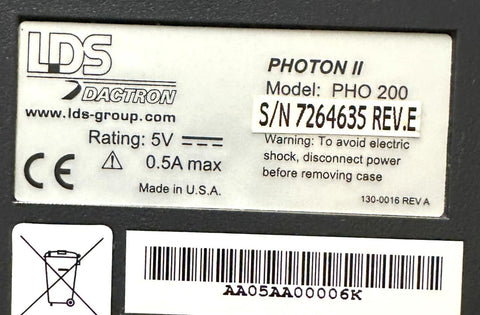 LDS
DACTRON
www.lds-group.com
Rating: 5V
0.5A max
CE
Made in U.S.A.
PHOTON II
Model: PHO 200
S/N 7264635 REV.E
Warning: To avoid electric
shock, disconnect power
before removing case
130-0016 REV A
AA05AA00006K